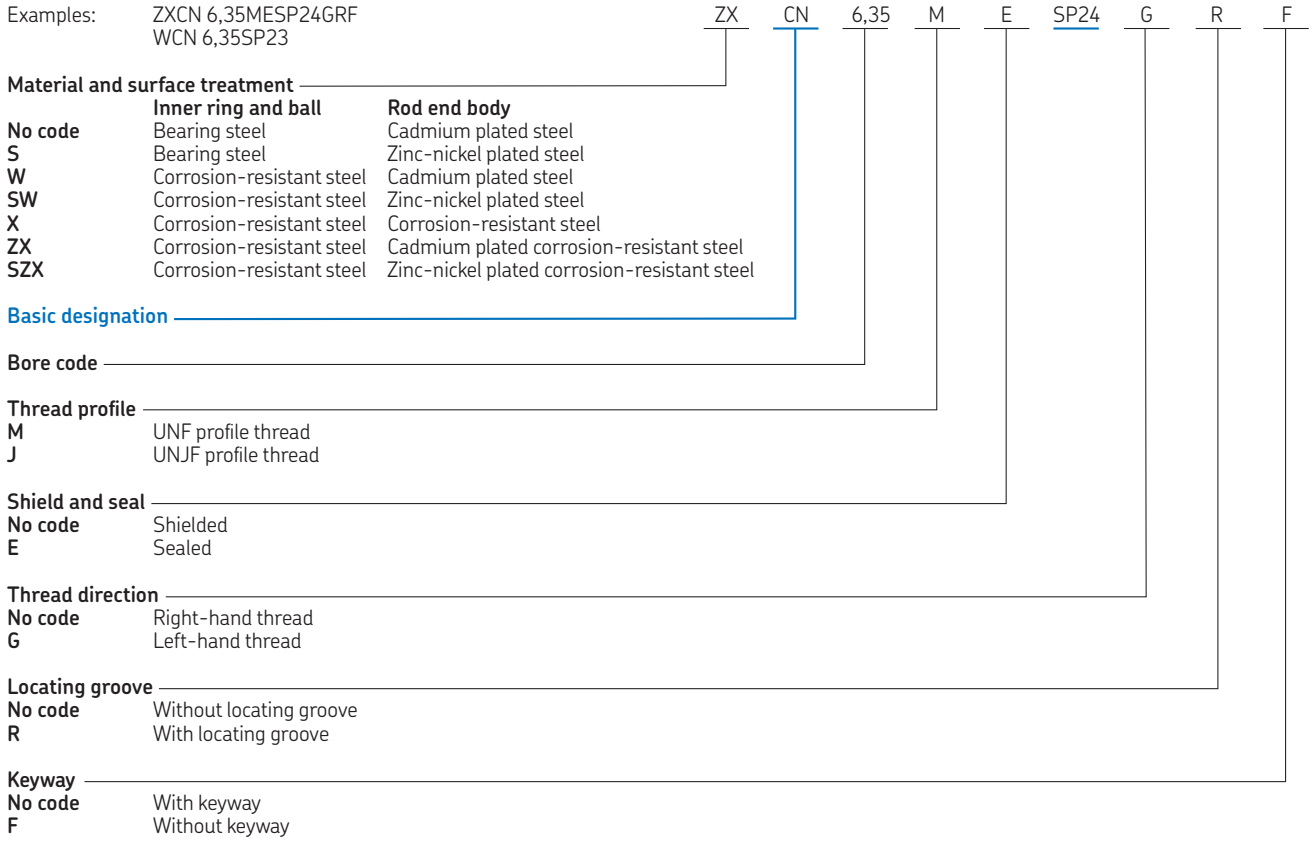 Examples: ZXCN 6,35MESP24GRF ZX CN 6,35 M E SP24 G R F
WCN 6,35SP23
Material and surface treatment
Inner ring and ball Rod end body
No code Bearing steel Cadmium plated steel
S Bearing steel Zinc-nickel plated steel
W Corrosion-resistant steel Cadmium plated steel
SW Corrosion-resistant steel Zinc-nickel plated steel
X Corrosion-resistant steel Corrosion-resistant steel
ZX Corrosion-resistant steel Cadmium plated corrosion-resistant steel
SZX Corrosion-resistant steel Zinc-nickel plated corrosion-resistant steel
Basic designation
Bore code
Thread profile
M UNF profile thread
J UNJF profile thread
Shield and seal
No code Shielded
E Sealed
Thread direction
No code Right-hand thread
G Left-hand thread
Locating groove
No code Without locating groove
R With locating groove
Keyway
No code With keyway
F Without keyway